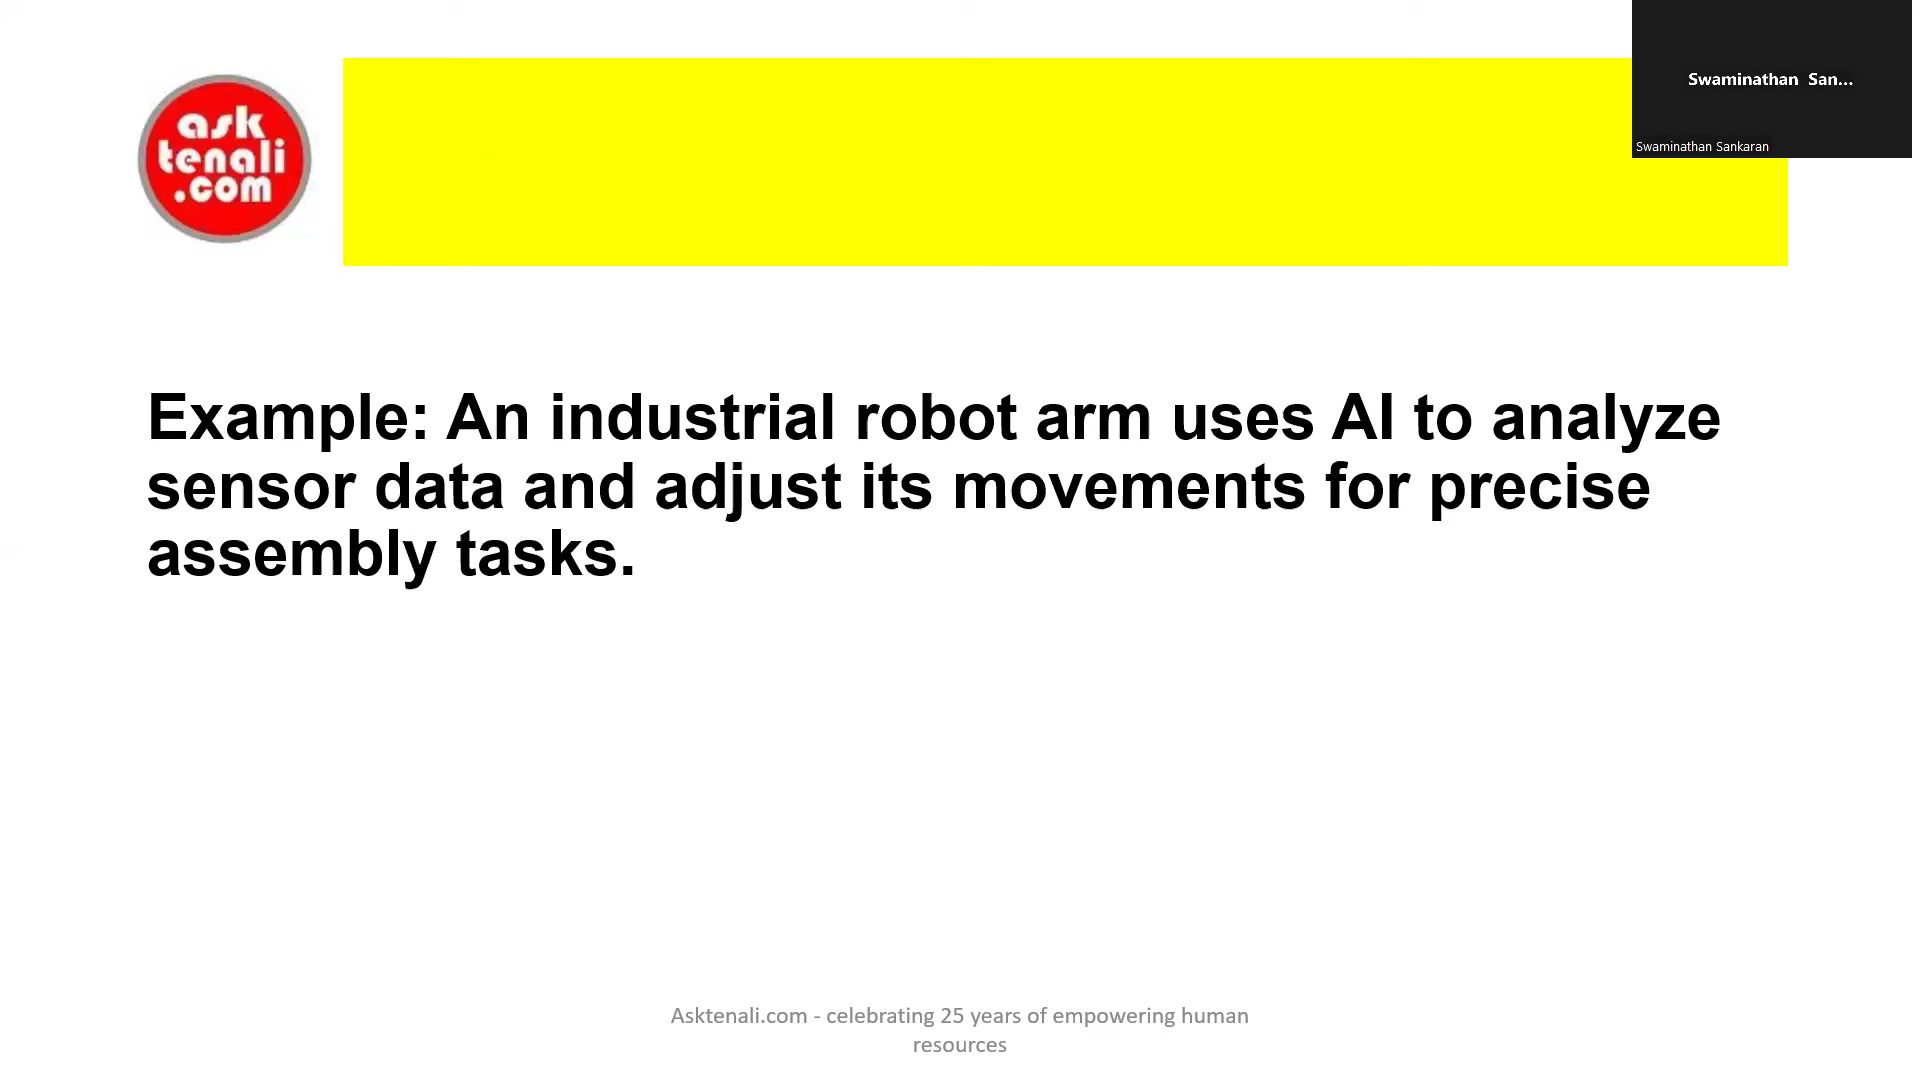 Swaminathan San...
Swaminathan Sankaran
ask
tenali
.com
Example: An industrial robot arm uses AI to analyze
sensor data and adjust its movements for precise
assembly tasks.
Asktenali.com - celebrating 25 years of empowering human
resources